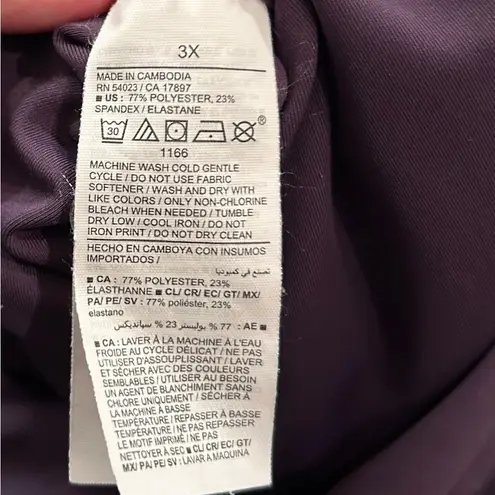 3X
MADE IN CAMBODIA
RN 54023 / CA 17897
■ US : 77% POLYESTER, 23%
SPANDEX / ELASTANE
30
®
1166
MACHINE WASH COLD GENTLE
CYCLE / DO NOT USE FABRIC
SOFTENER / WASH AND DRY WITH
LIKE COLORS / ONLY NON-CHLORINE
BLEACH WHEN NEEDED / TUMBLE
DRY LOW / COOL IRON / DO NOT
IRON PRINT / DO NOT DRY CLEAN
HECHO EN CAMBOYA CON INSUMOS
IMPORTADOS /
تصنع في كمبوديا
■ CA : 77% POLYESTER, 23%
ÉLASTHANNE ■ CL/ CR/ EC/ GT/ MX/
PA/ PE/ SV : 77% poliéster, 23%
elastano
■ AE : 77 % بوليستر 23 % سباندیكس
■ CA : LAVER À LA MACHINE À L'EAU
FROIDE AU CYCLE DÉLICAT / NE PAS
UTILISER D'ASSOUPLISSANT / LAVER
ET SÉCHER AVEC DES COULEURS
SEMBLABLES / UTILISER AU BESOIN
UN AGENT DE BLANCHIMENT SANS
CHLORE UNIQUEMENT / SÉCHER À
LA MACHINE À BASSE
TEMPÉRATURE / REPASSER À BASSE
TEMPÉRATURE / NE PAS REPASSER
LE MOTIF IMPRIMÉ / NE PAS
NETTOYER À SEC ■ CL/ CR/ EC/ GT/
MX/ PA/ PE/ SV : LAVAR A MAQUINA